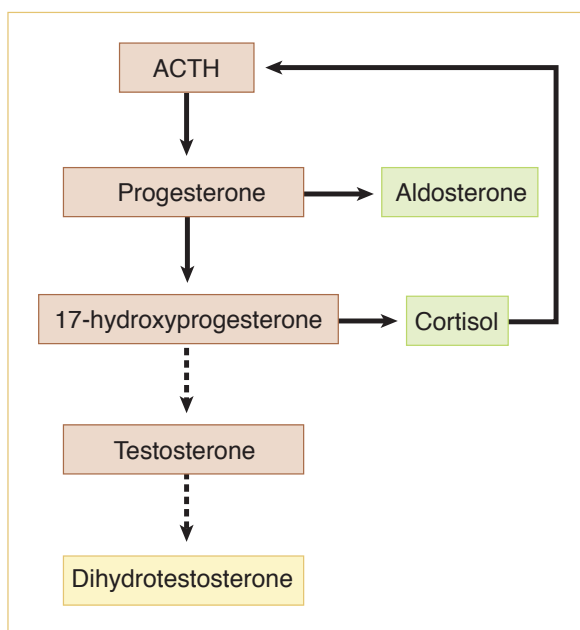 ACTH
Progesterone
Aldosterone
17-hydroxyprogesterone
Cortisol
Testosterone
Dihydrotestosterone